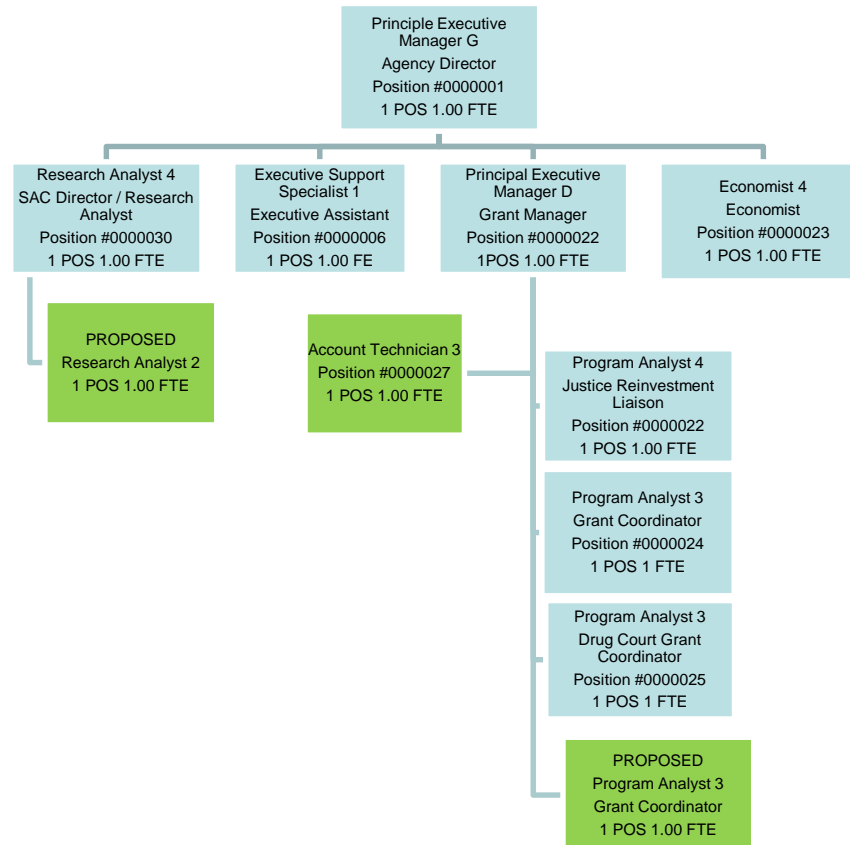 Principle Executive
Manager G
Agency Director
Position #0000001
1 POS 1.00 FTE
Research Analyst 4
SAC Director / Research
Analyst
Position #0000030
1 POS 1.00 FTE
Executive Support
Specialist 1
Executive Assistant
Position #0000006
1 POS 1.00 FE
Principal Executive
Manager D
Grant Manager
Position #0000022
1POS 1.00 FTE
Economist 4
Economist
Position #0000023
1 POS 1.00 FTE
PROPOSED
Research Analyst 2
1 POS 1.00 FTE
Account Technician 3
Position #0000027
1 POS 1.00 FTE
Program Analyst 4
Justice Reinvestment
Liaison
Position #0000022
1 POS 1.00 FTE
Program Analyst 3
Grant Coordinator
Position #0000024
1 POS 1 FTE
Program Analyst 3
Drug Court Grant
Coordinator
Position #0000025
1 POS 1 FTE
PROPOSED
Program Analyst 3
Grant Coordinator
1 POS 1.00 FTE